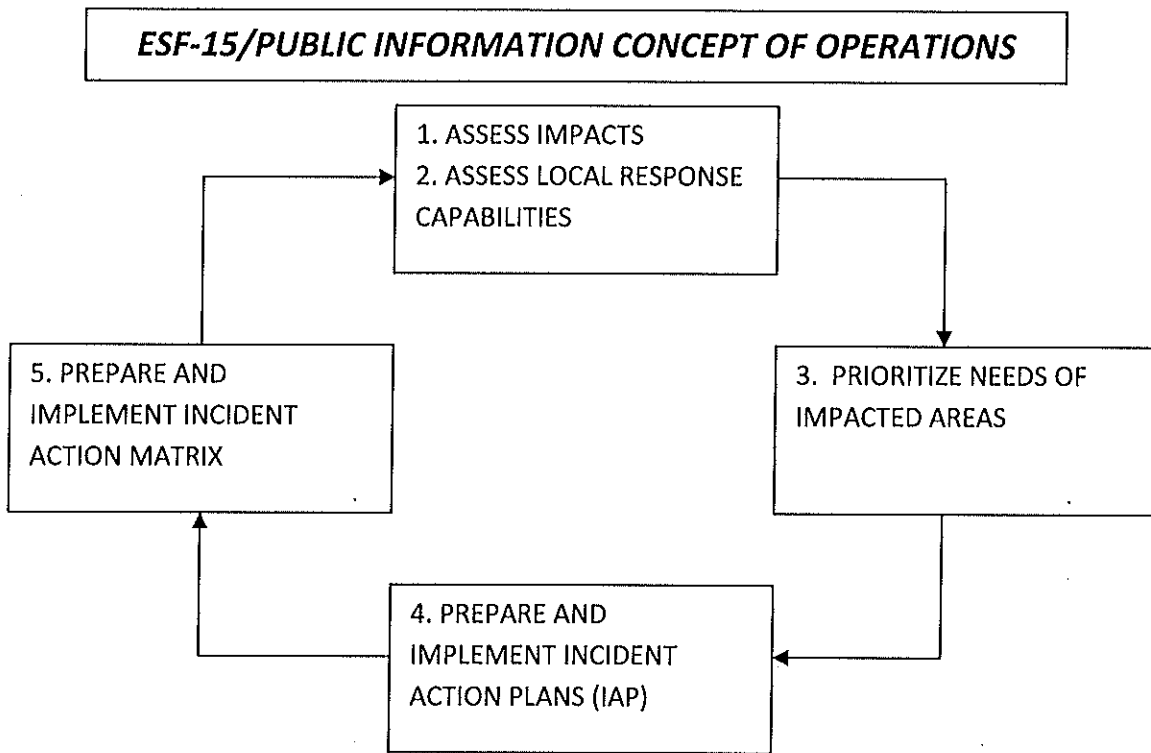 ESF-15/PUBLIC INFORMATION CONCEPT OF OPERATIONS
1. ASSESS IMPACTS
2. ASSESS LOCAL RESPONSE
CAPABILITIES
3. PRIORITIZE NEEDS OF
IMPACTED AREAS
4. PREPARE AND
IMPLEMENT INCIDENT
ACTION PLANS (IAP)
5. PREPARE AND
IMPLEMENT INCIDENT
ACTION MATRIX